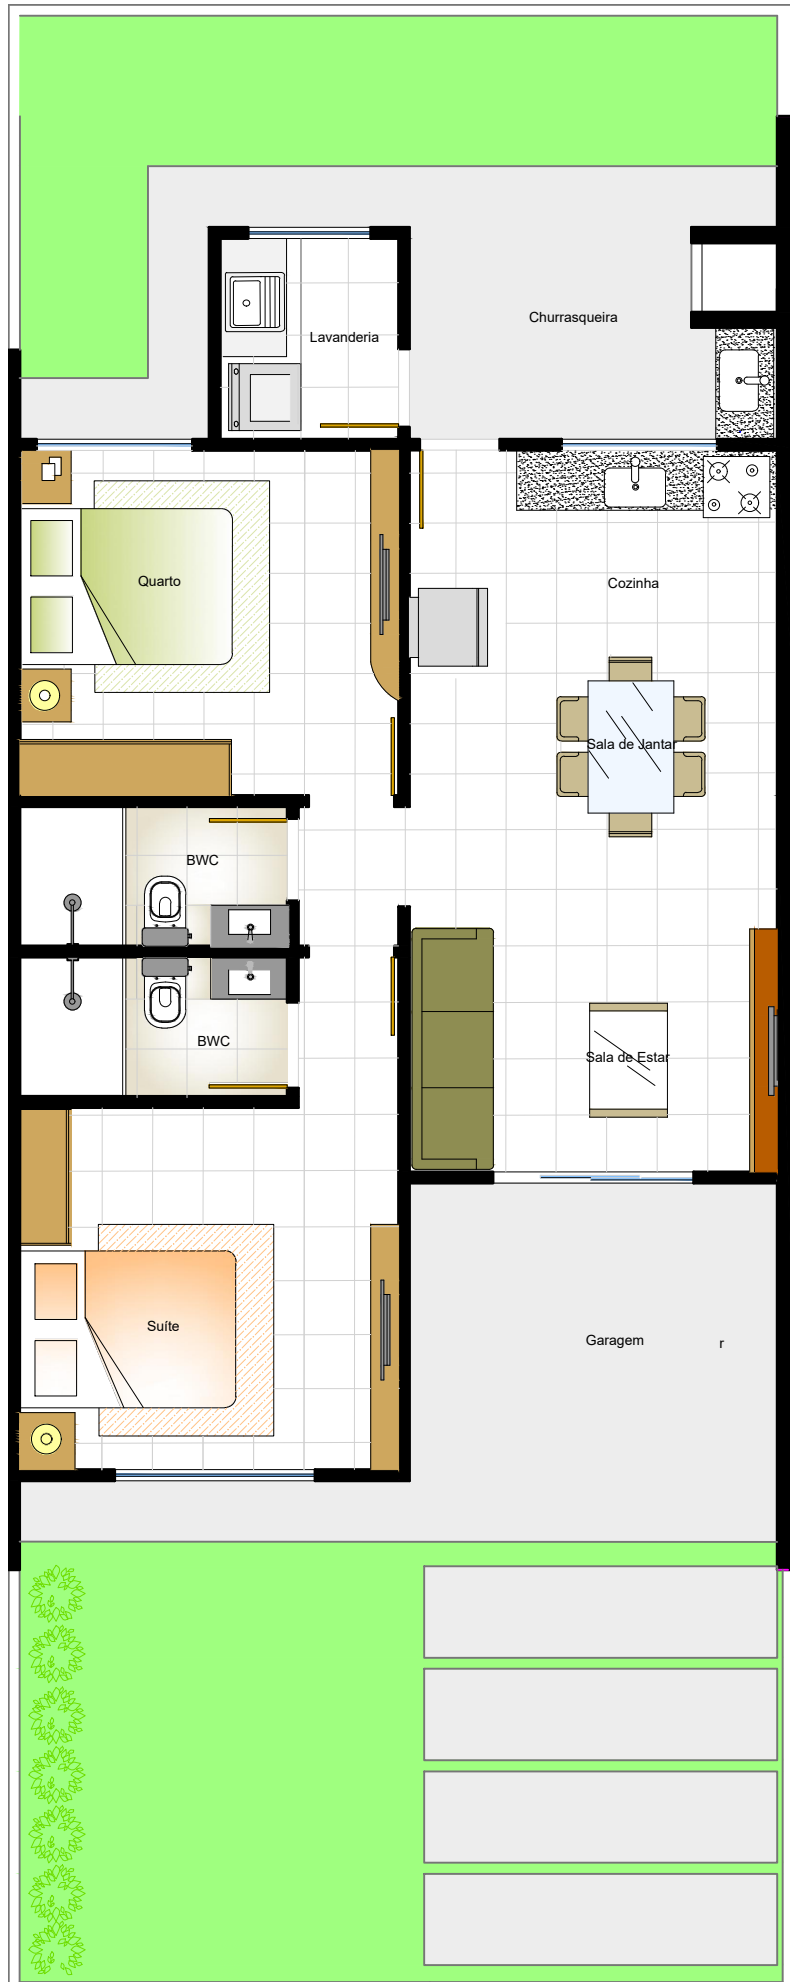 Churrasqueira
Lavanderia
Quarto
Cozinha
Sala de Jantar
BWC
BWC
Sala de Estar
Suíte
Garagem
r